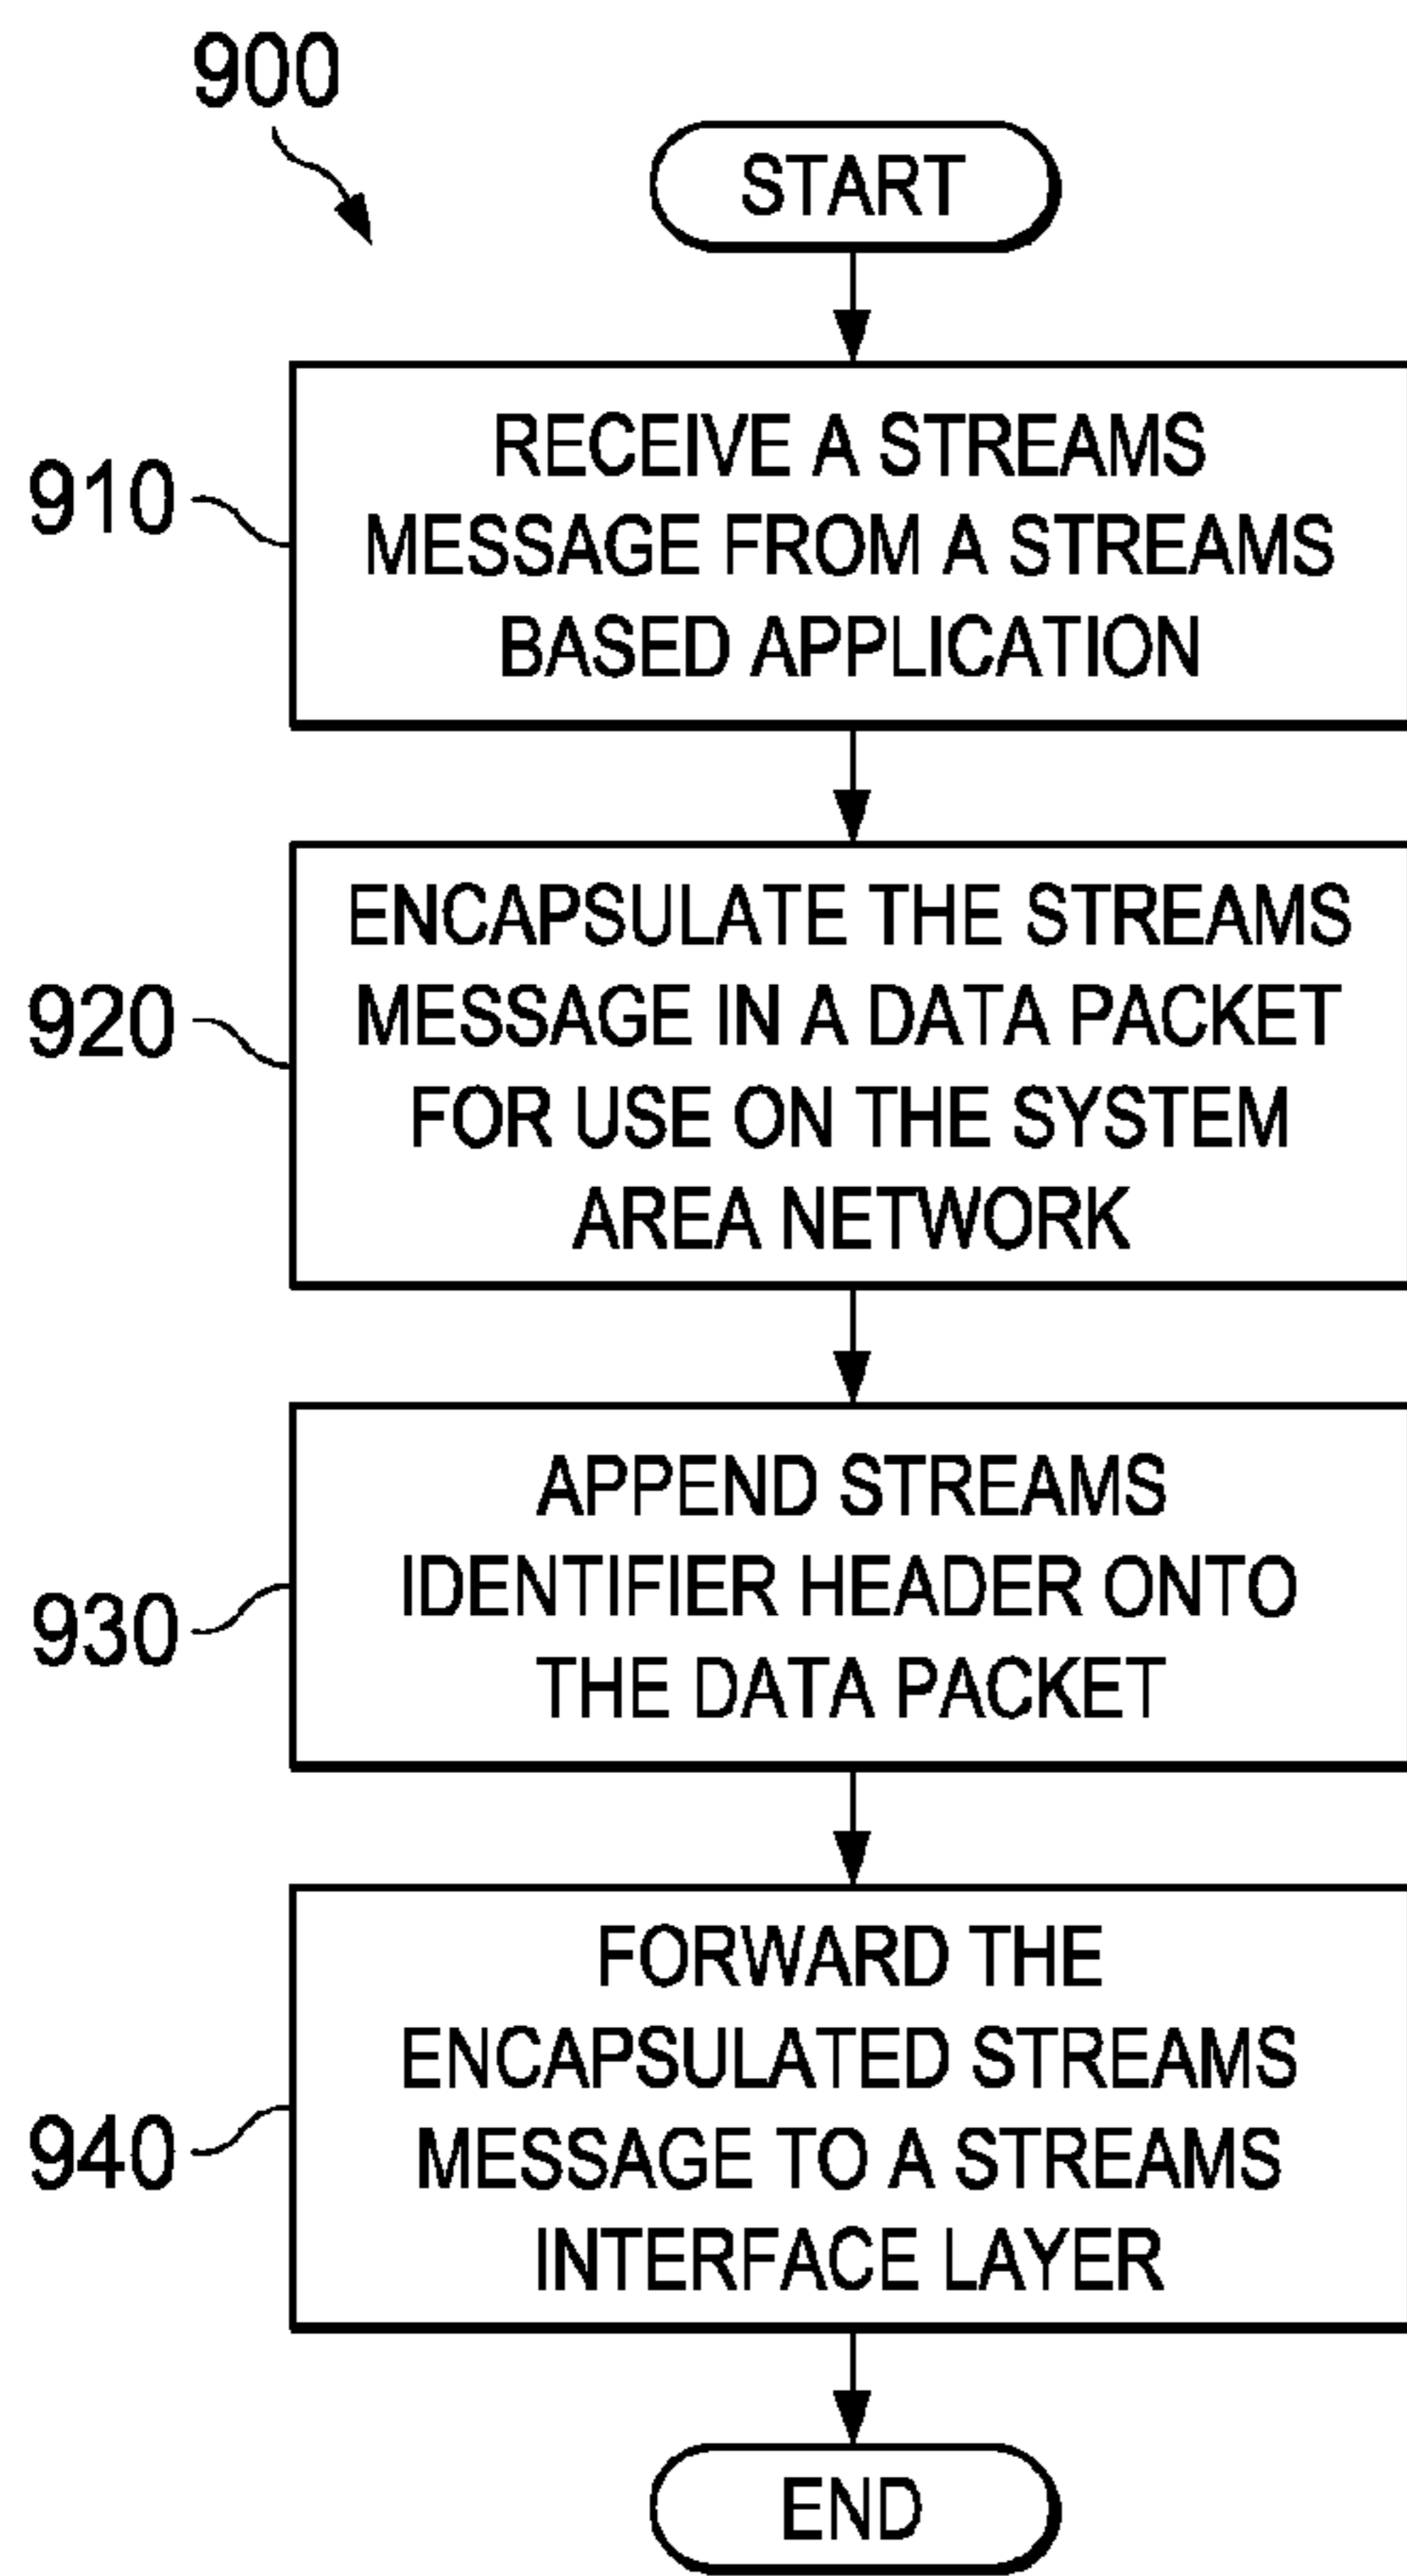 900
START
910
RECEIVE A STREAMS
MESSAGE FROM A STREAMS
BASED APPLICATION
920
ENCAPSULATE THE STREAMS
MESSAGE IN A DATA PACKET
FOR USE ON THE SYSTEM
AREA NETWORK
930
APPEND STREAMS
IDENTIFIER HEADER ONTO
THE DATA PACKET
940
FORWARD THE
ENCAPSULATED STREAMS
MESSAGE TO A STREAMS
INTERFACE LAYER
END